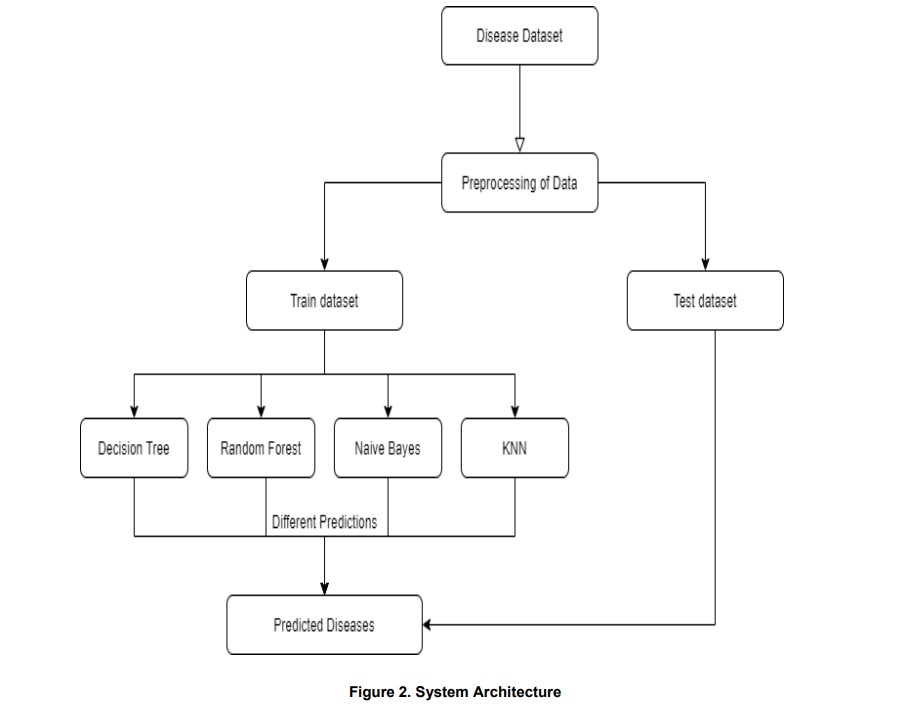 Disease Dataset
Preprocessing of Data
Train dataset
Test dataset
Decision Tree
Random Forest
Naive Bayes
KNN
Different Predictions
Predicted Diseases
Figure 2. System Architecture